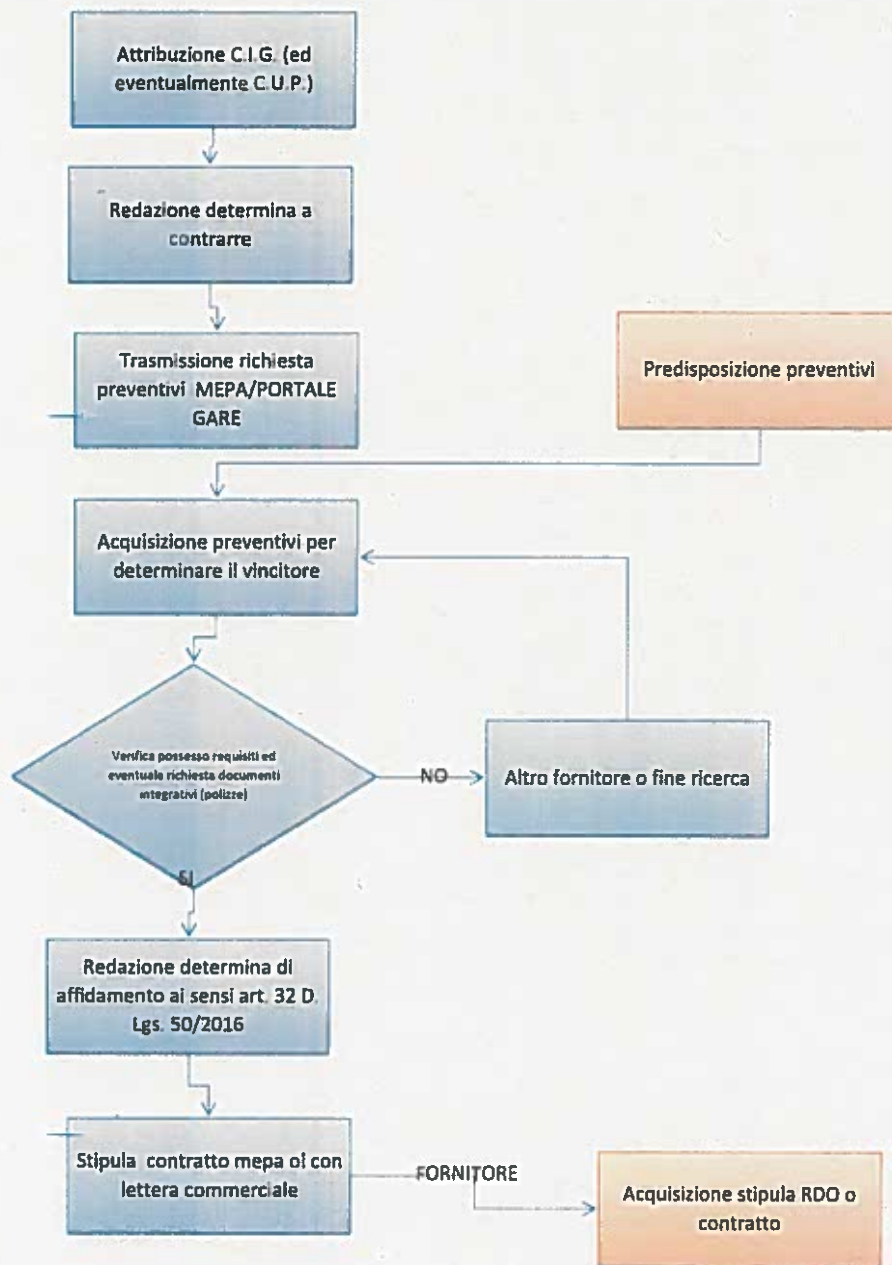 Attribuzione C.I.G. (ed
eventualmente C.U.P.)
Redazione determina a
contrarre
Trasmissione richiesta
preventivi MEPA/PORTALE
GARE
Predisposizione preventivi
Acquisizione preventivi per
determinare il vincitore
Verifica possesso requisiti ed
eventuale richiesta documenti
integrativi (polizze)
NO
Altro fornitore o fine ricerca
SI
Redazione determina di
affidamento ai sensi art. 32 D.
Lgs. 50/2016
Stipula contratto mepa oi con
lettera commerciale
FORNITORE
Acquisizione stipula RDO o
contratto